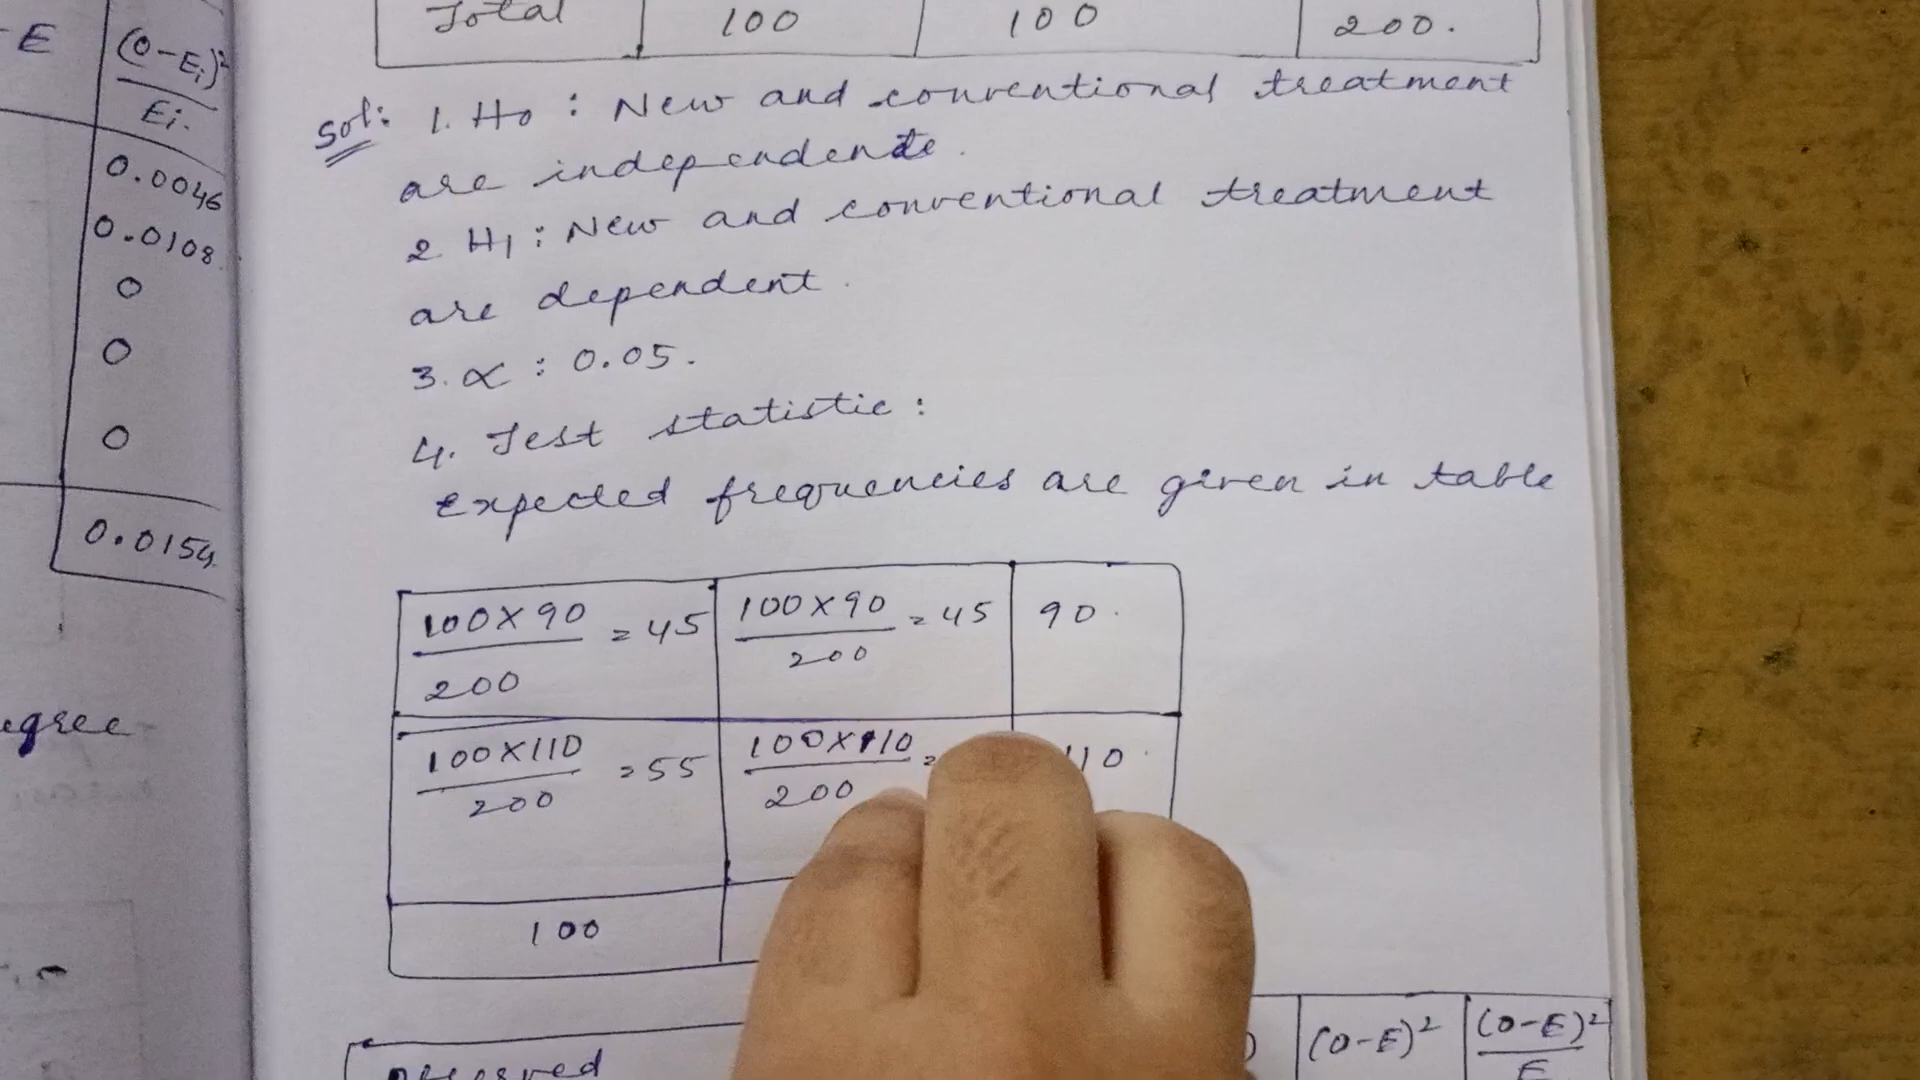 Total 100 100 200.
-E (O-Ei)²
Ei.
0.0046
0.0108
0
0
0
0.0154
egree
Sol: 1. H0 : New and conventional treatment
are independent.
2 H1 : New and conventional treatment
are dependent.
3. α : 0.05.
4. Test statistic :
Expected frequencies are given in table
100 X 90 = 45 100 X 90 = 45 90.
200 200
100 X 110 = 55 100 X 110 =
200 200
100
(O-E)² (O-E)²
E